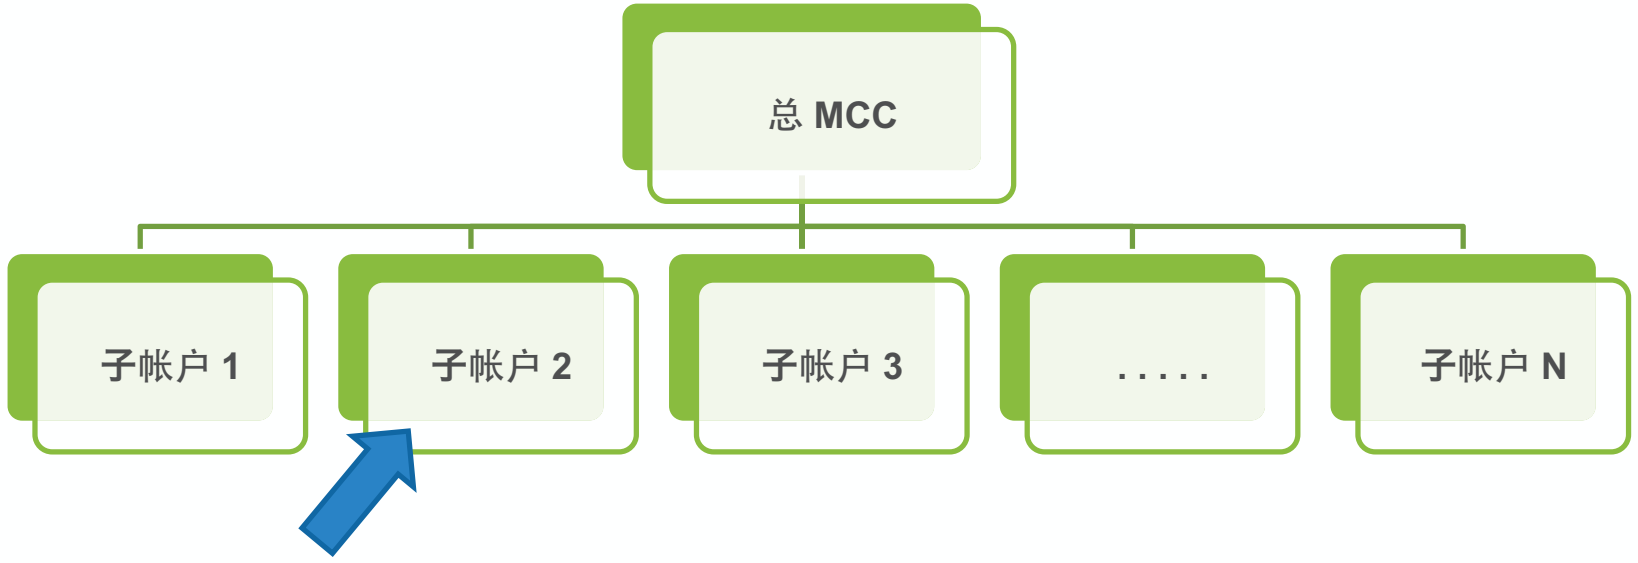 总 MCC
子帐户 1
子帐户 2
子帐户 3
. . . . .
子帐户 N